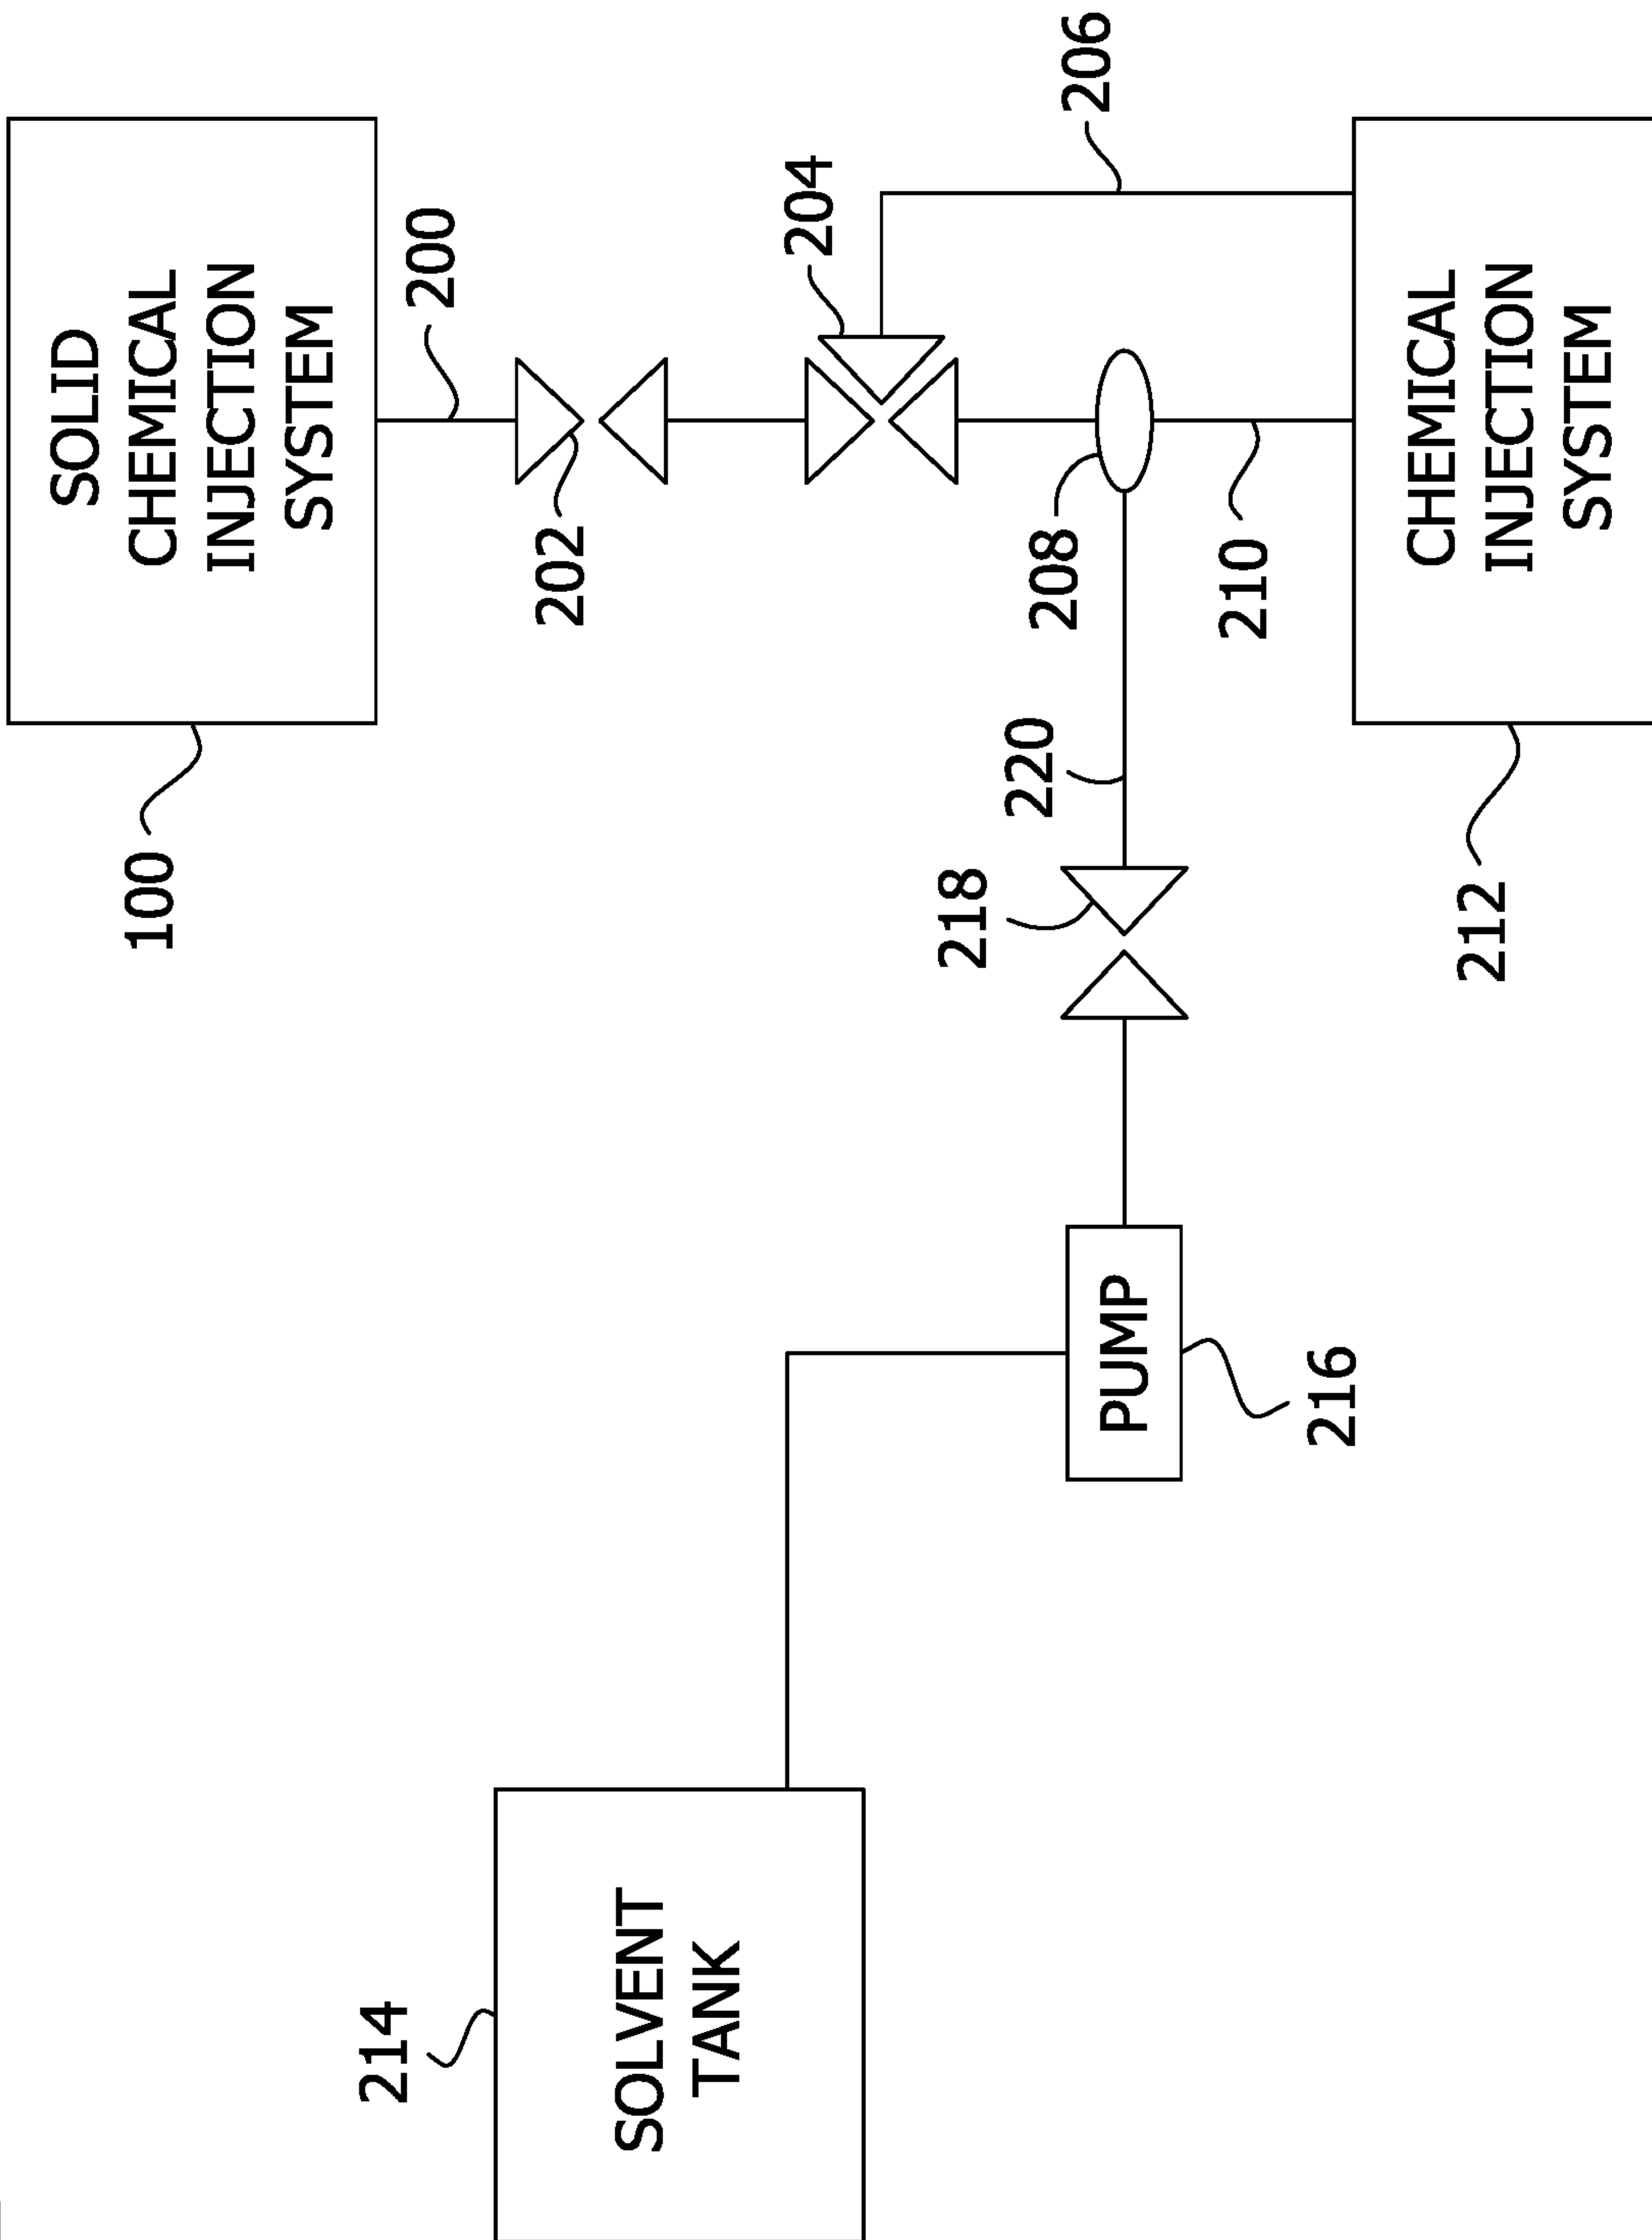 SOLID
CHEMICAL
INJECTION
SYSTEM
100
200
214
202
SOLVENT
TANK
204
218
220
208
206
PUMP
210
216
CHEMICAL
INJECTION
SYSTEM
212